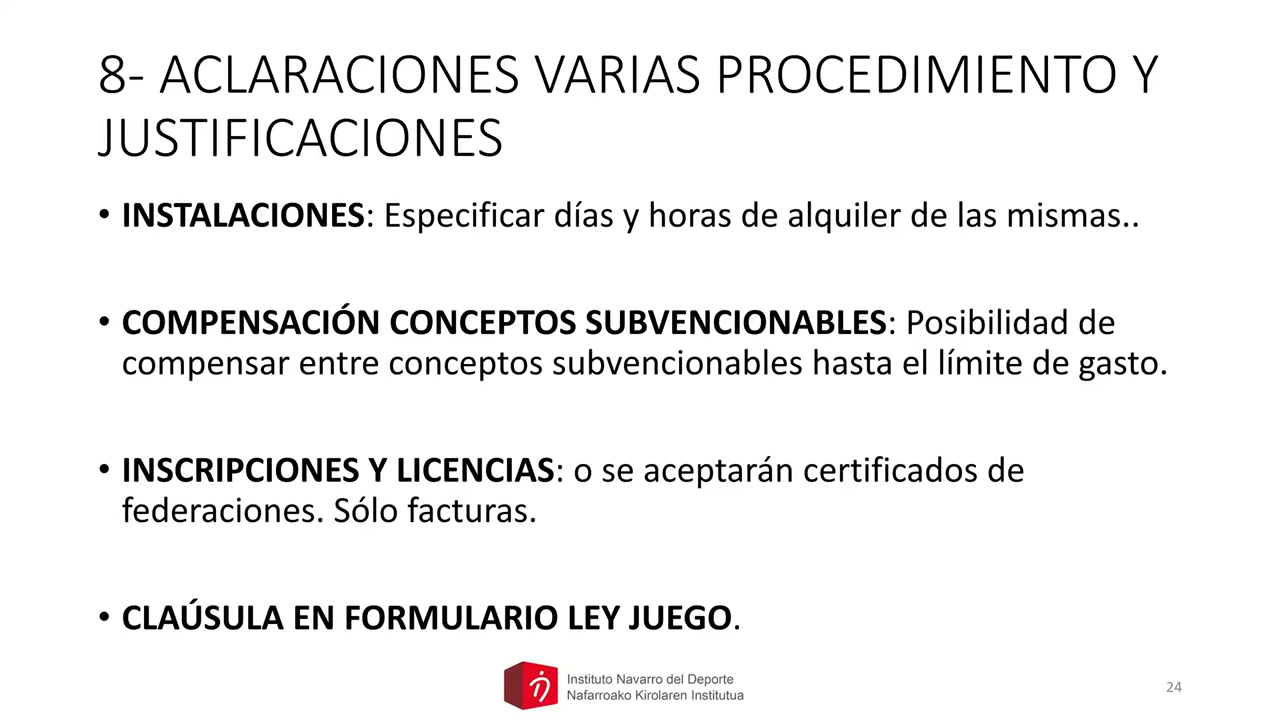 8- ACLARACIONES VARIAS PROCEDIMIENTO Y
JUSTIFICACIONES
• INSTALACIONES: Especificar días y horas de alquiler de las mismas..
• COMPENSACIÓN CONCEPTOS SUBVENCIONABLES: Posibilidad de
compensar entre conceptos subvencionables hasta el límite de gasto.
• INSCRIPCIONES Y LICENCIAS: o se aceptarán certificados de
federaciones. Sólo facturas.
• CLAÚSULA EN FORMULARIO LEY JUEGO.
Instituto Navarro del Deporte
Nafarroako Kirolaren Institutua
24